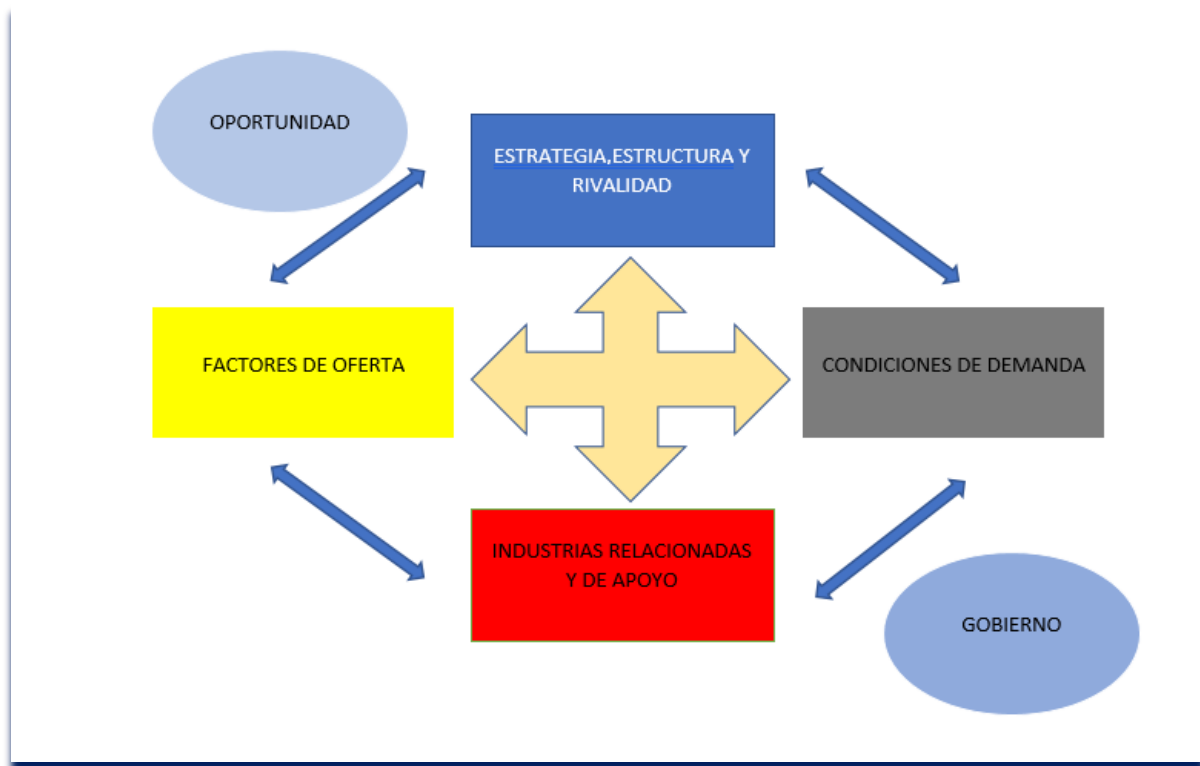 OPORTUNIDAD
ESTRATEGIA,ESTRUCTURA Y
RIVALIDAD
FACTORES DE OFERTA
CONDICIONES DE DEMANDA
INDUSTRIAS RELACIONADAS
Y DE APOYO
GOBIERNO